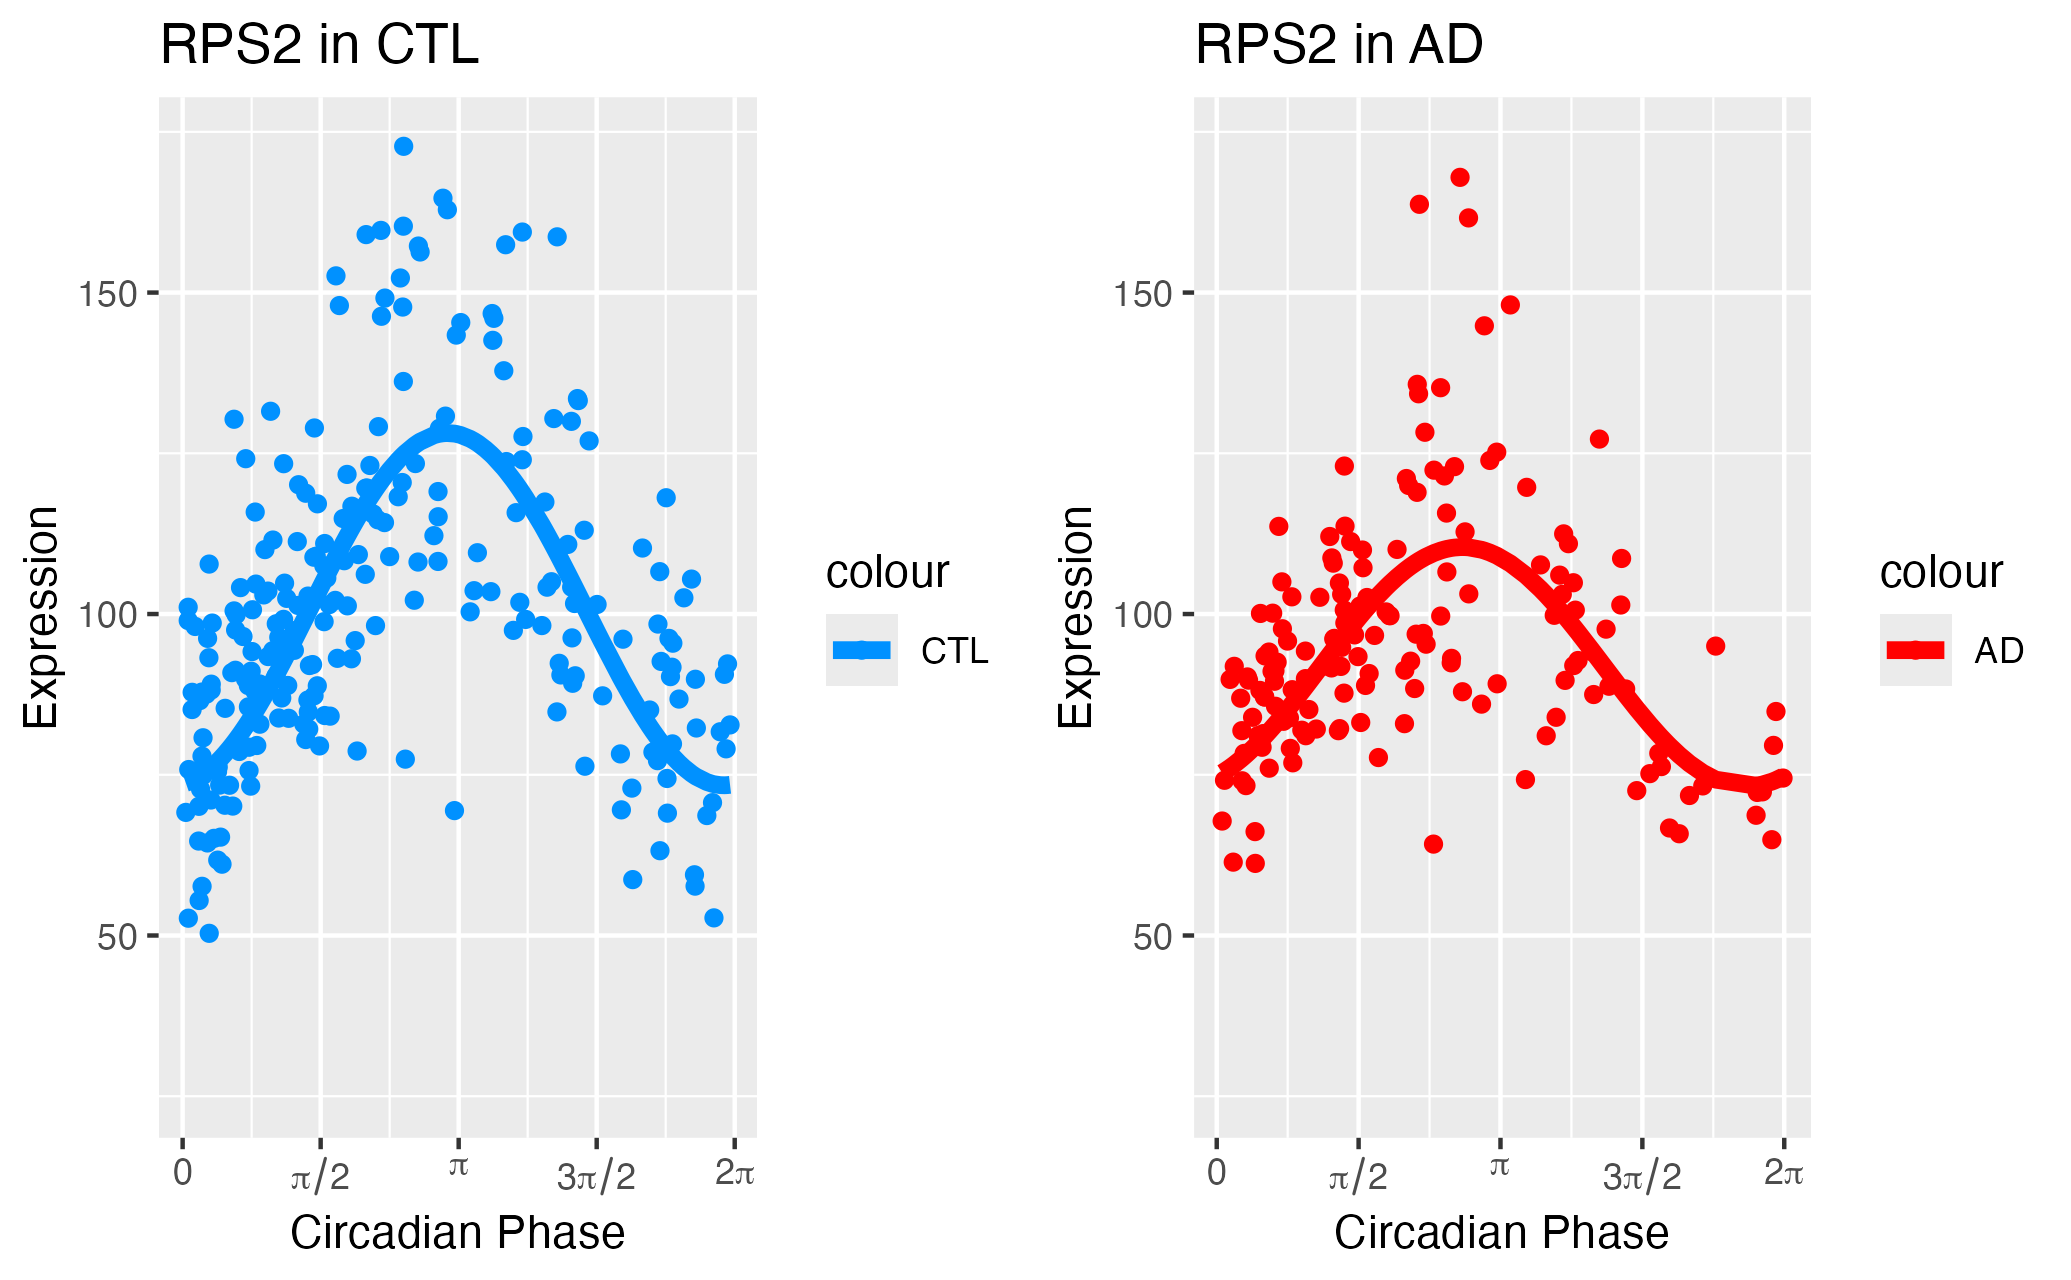 RPS2 in CTL
Expression
150
100
50
0
π/2
π
3π/2
2π
Circadian Phase
colour
CTL
RPS2 in AD
Expression
150
100
50
0
π/2
π
3π/2
2π
Circadian Phase
colour
AD